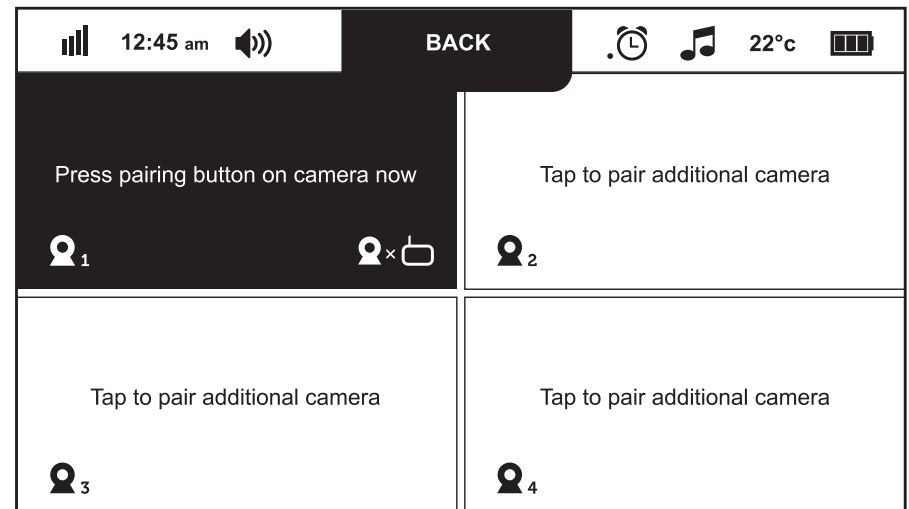 12:45 am BACK 22°c
Press pairing button on camera now
1
×
Tap to pair additional camera
2
Tap to pair additional camera
3
Tap to pair additional camera
4